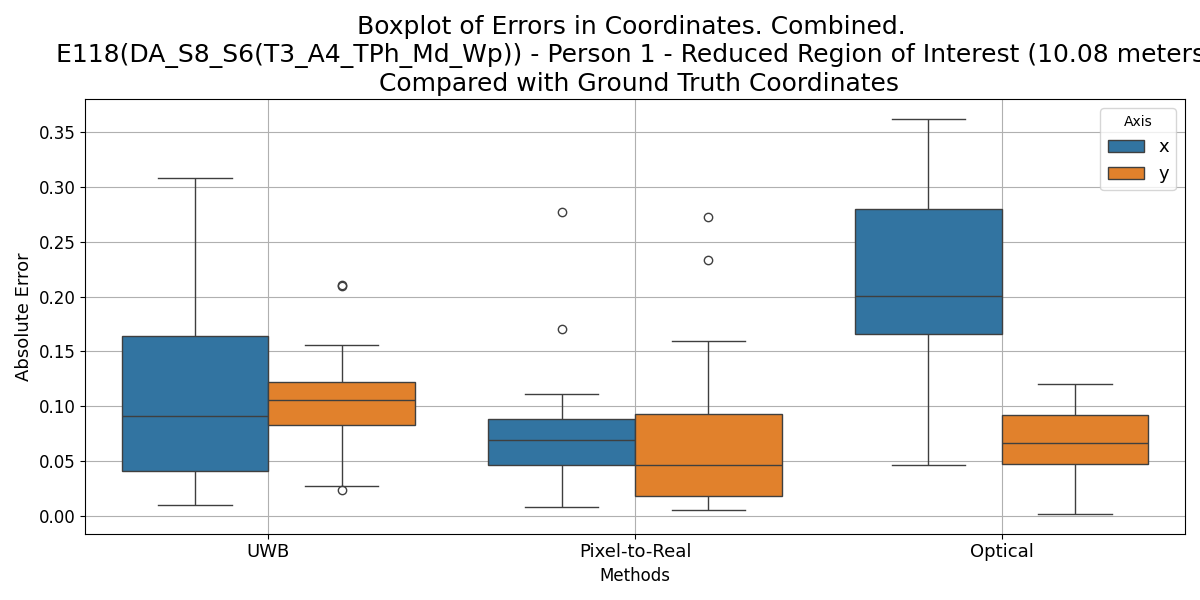 Boxplot of Errors in Coordinates. Combined.
E118(DA_S8_S6(T3_A4_TPh_Md_Wp)) - Person 1 - Reduced Region of Interest (10.08 meters
Compared with Ground Truth Coordinates
Axis
x
y
0.35
0.30
0.25
0.20
0.15
0.10
0.05
0.00
Absolute Error
UWB
Pixel-to-Real
Optical
Methods